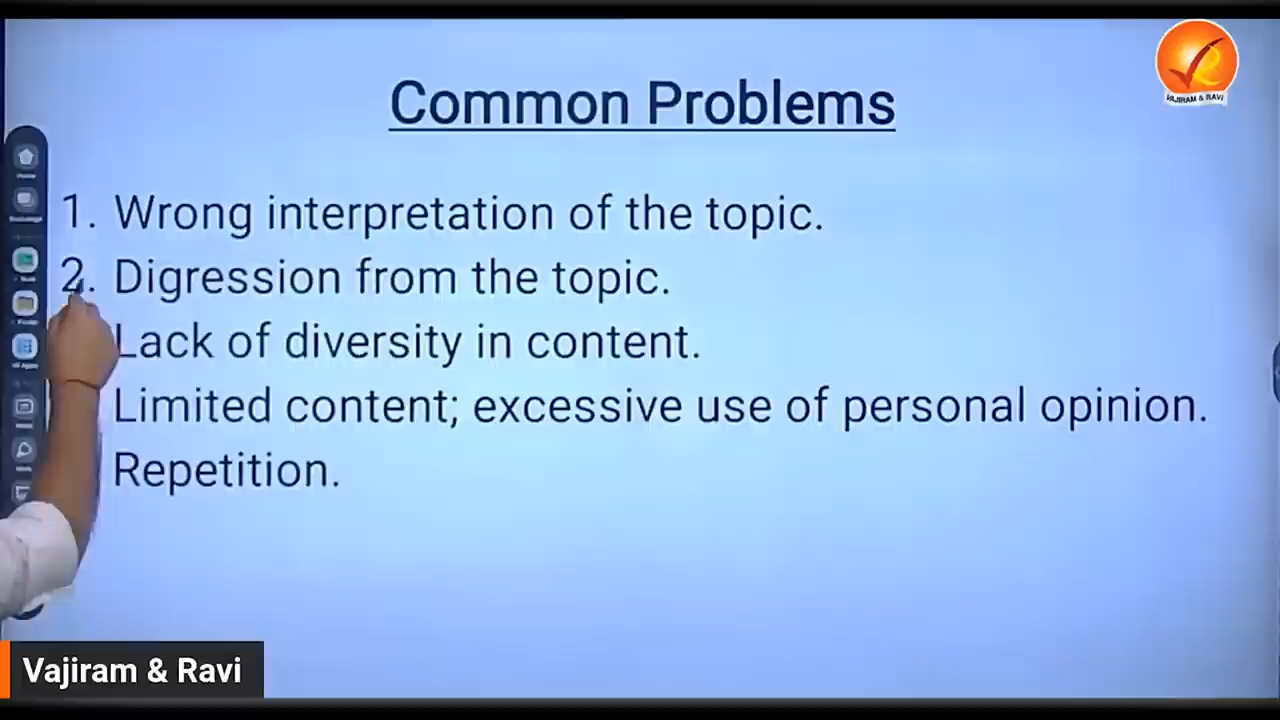 VAJIRAM & RAVI
Common Problems
1. Wrong interpretation of the topic.
2. Digression from the topic.
Lack of diversity in content.
Limited content; excessive use of personal opinion.
Repetition.
Home
Vajiram & Ravi